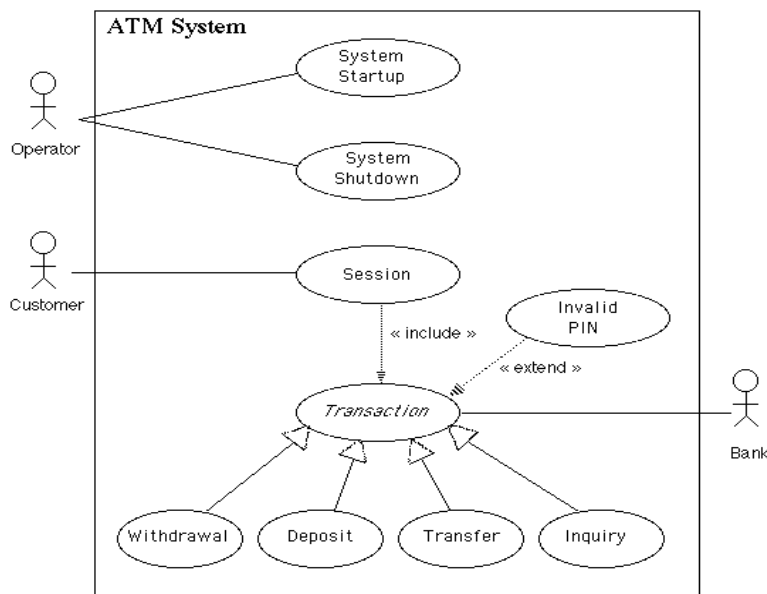 ATM System
System
Startup
Operator
System
Shutdown
Customer
Session
Invalid
PIN
« include »
« extend »
Transaction
Bank
Withdrawal
Deposit
Transfer
Inquiry